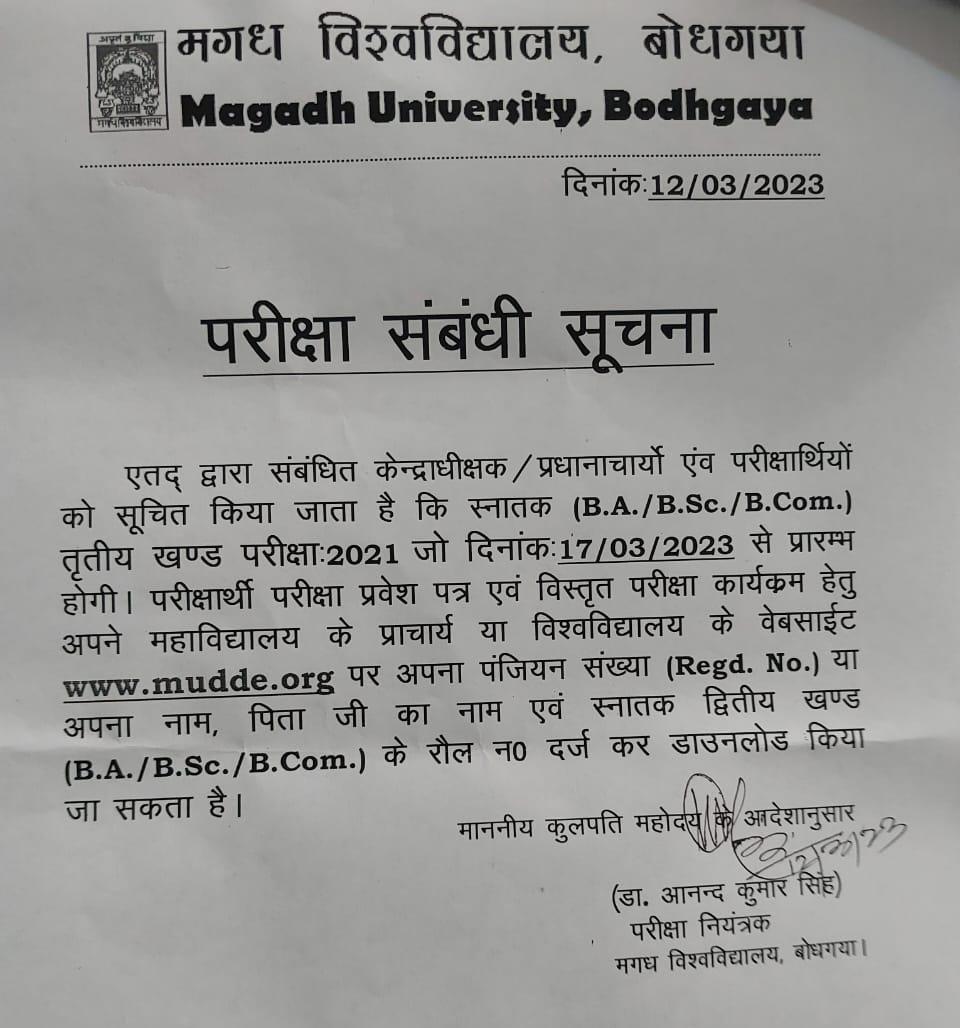 मगध विश्वविद्यालय, बोधगया
Magadh University, Bodhgaya
दिनांकः12/03/2023
परीक्षा संबंधी सूचना
एतद् द्वारा संबंधित केन्द्राधीक्षक/प्रधानाचार्यो एंव परीक्षार्थियों
को सूचित किया जाता है कि स्नातक (B.A./B.Sc./B.Com.)
तृतीय खण्ड परीक्षाः2021 जो दिनांकः17/03/2023 से प्रारम्भ
होगी। परीक्षार्थी परीक्षा प्रवेश पत्र एवं विस्तृत परीक्षा कार्यक्रम हेतु
अपने महाविद्यालय के प्राचार्य या विश्वविद्यालय के वेबसाईट
www.mudde.org पर अपना पंजियन संख्या (Regd. No.) या
अपना नाम, पिता जी का नाम एवं स्नातक द्वितीय खण्ड
(B.A./B.Sc./B.Com.) के रौल न0 दर्ज कर डाउनलोड किया
जा सकता है।
माननीय कुलपति महोदय के आदेशानुसार
(डा. आनन्द कुमार सिंह)
परीक्षा नियंत्रक
मगध विश्वविद्यालय, बोधगया।